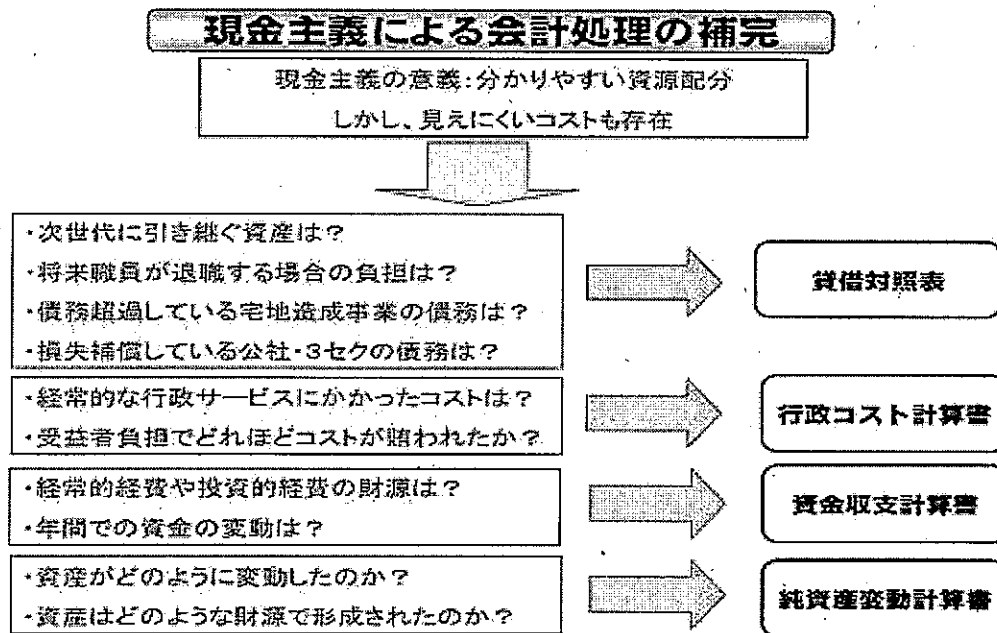 現金主義による会計処理の補完
現金主義の意義:分かりやすい資源配分
しかし、見えにくいコストも存在
・次世代に引き継ぐ資産は?
・将来職員が退職する場合の負担は?
・債務超過している宅地造成事業の債務は?
・損失補償している公社・3セクの債務は?
貸借対照表
・経常的な行政サービスにかかったコストは?
・受益者負担でどれほどコストが賄われたか?
行政コスト計算書
・経常的経費や投資的経費の財源は?
・年間での資金の変動は?
資金収支計算書
・資産がどのように変動したのか?
・資産はどのような財源で形成されたのか?
純資産変動計算書